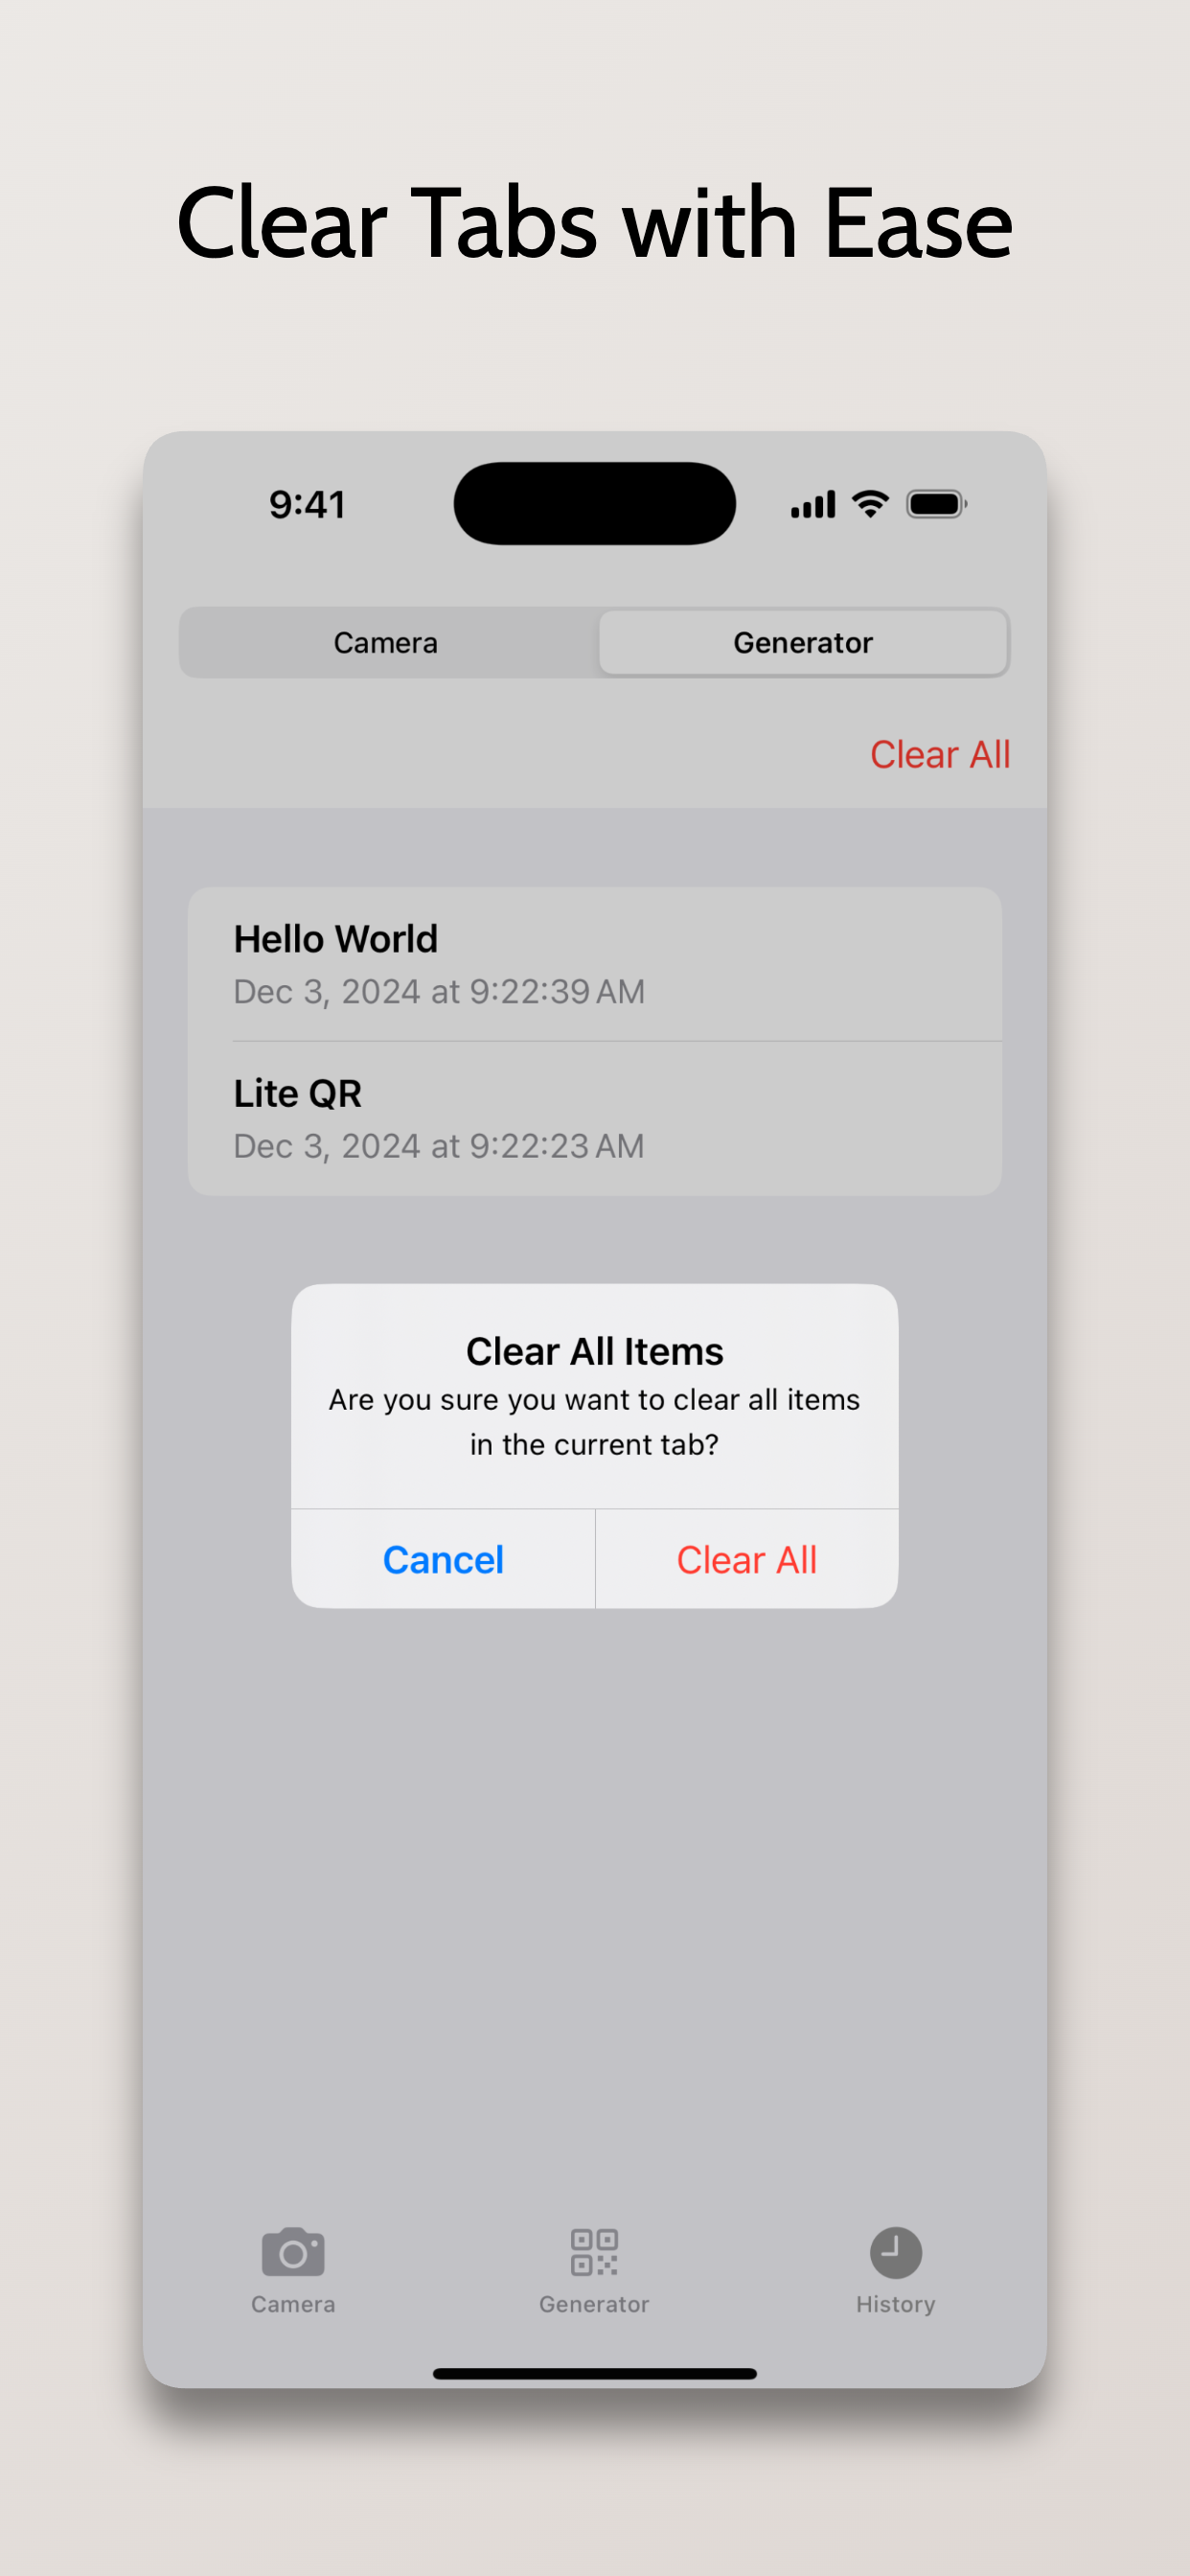 Clear Tabs with Ease
9:41
Camera
Generator
Clear All
Hello World
Dec 3, 2024 at 9:22:39 AM
Lite QR
Dec 3, 2024 at 9:22:23 AM
Clear All Items
Are you sure you want to clear all items
in the current tab?
Cancel
Clear All
Camera
Generator
History